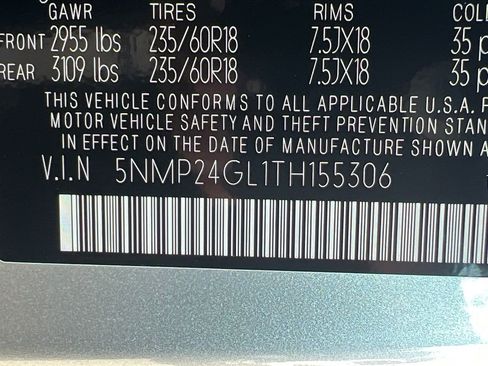 GAWR TIRES RIMS
FRONT 2955 lbs 235/60R18 7.5JX18 35
REAR 3109 lbs 235/60R18 7.5JX18 35
THIS VEHICLE CONFORMS TO ALL APPLICABLE U.S.A.
MOTOR VEHICLE SAFETY AND THEFT PREVENTION
IN EFFECT ON THE DATE OF MANUFACTURE SHOWN
V.I.N 5NMP24GL1TH155306